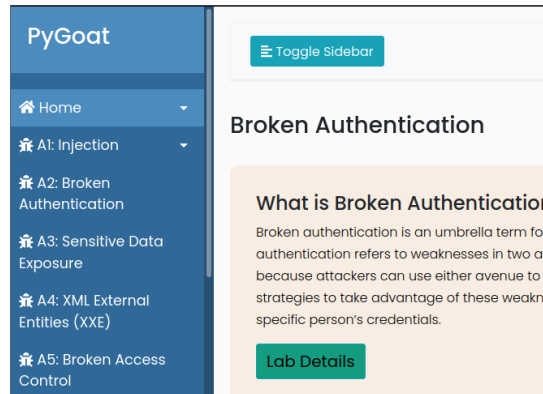 PyGoat
Toggle Sidebar
Home
A1: Injection
A2: Broken
Authentication
A3: Sensitive Data
Exposure
A4: XML External
Entities (XXE)
A5: Broken Access
Control
Broken Authentication
What is Broken Authentication
Broken authentication is an umbrella term fo
authentication refers to weaknesses in two a
because attackers can use either avenue to
strategies to take advantage of these weakn
specific person's credentials.
Lab Details